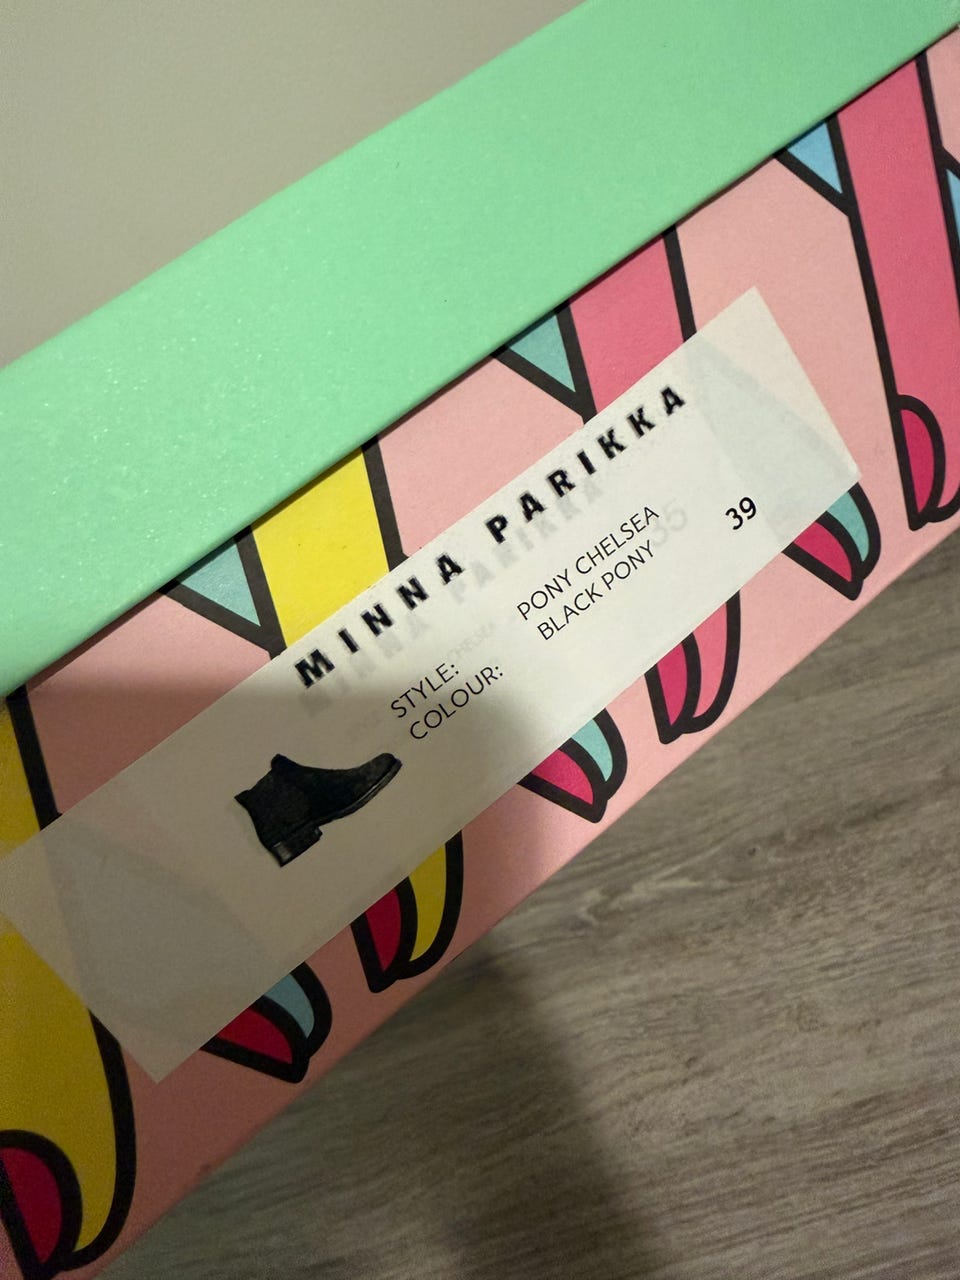 MINNA PARIKKA
STYLE: PONY CHELSEA
COLOUR: BLACK PONY
39